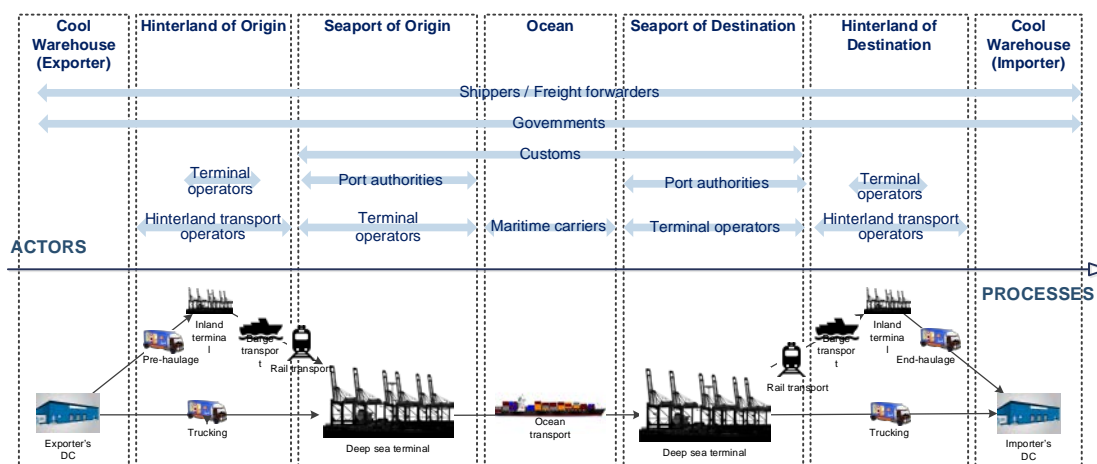 Cool
Warehouse
(Exporter)
Hinterland of Origin
Seaport of Origin
Ocean
Seaport of Destination
Hinterland of
Destination
Cool
Warehouse
(Importer)
Shippers / Freight forwarders
Governments
Customs
Terminal
operators
Port authorities
Port authorities
Terminal
operators
Hinterland transport
operators
Terminal
operators
Maritime carriers
Terminal operators
Hinterland transport
operators
ACTORS
PROCESSES
Inland
termina
l
Barge
transpor
t
Pre-haulage
Rail transport
Barge
transpor
t
Inland
termina
l
Rail transport
End-haulage
Exporter's
DC
Trucking
Deep sea terminal
Ocean
transport
Deep sea terminal
Trucking
Importer's
DC